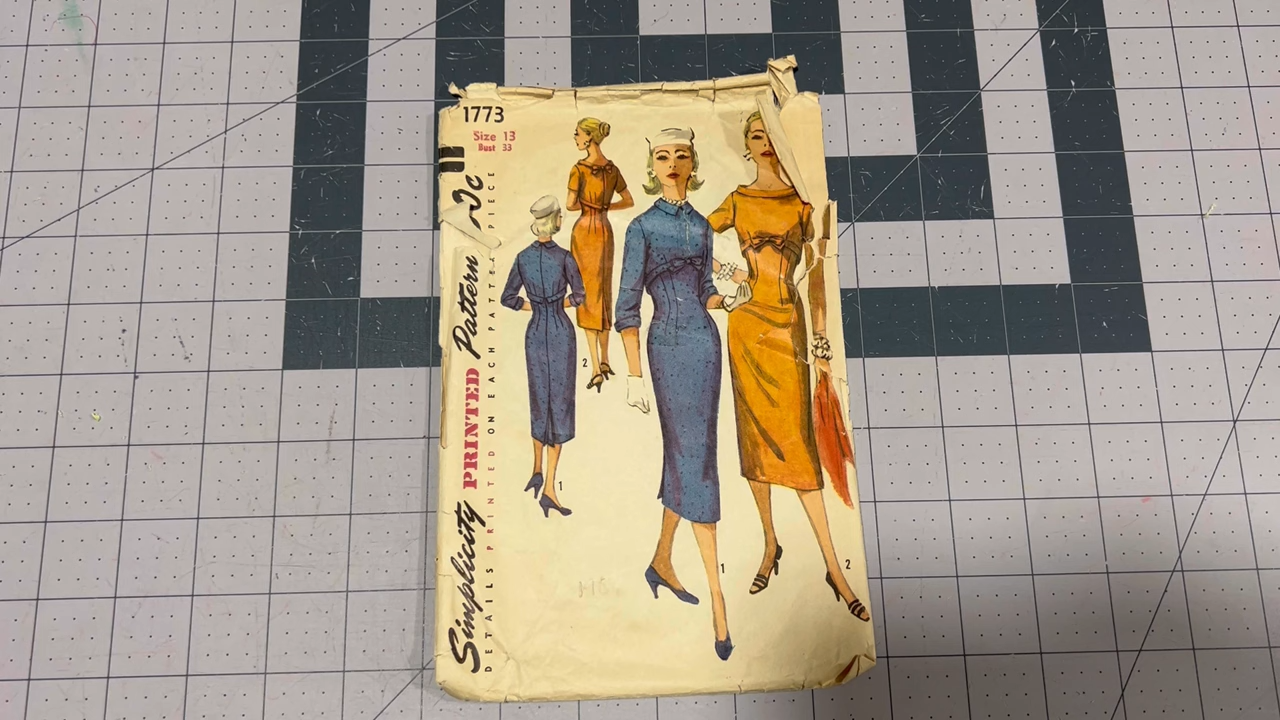 1773
Size 13
Bust 33
Simplicity PRINTED Pattern
DETAILS PRINTED ON EACH PATTERN PIECE
2
1
1
2